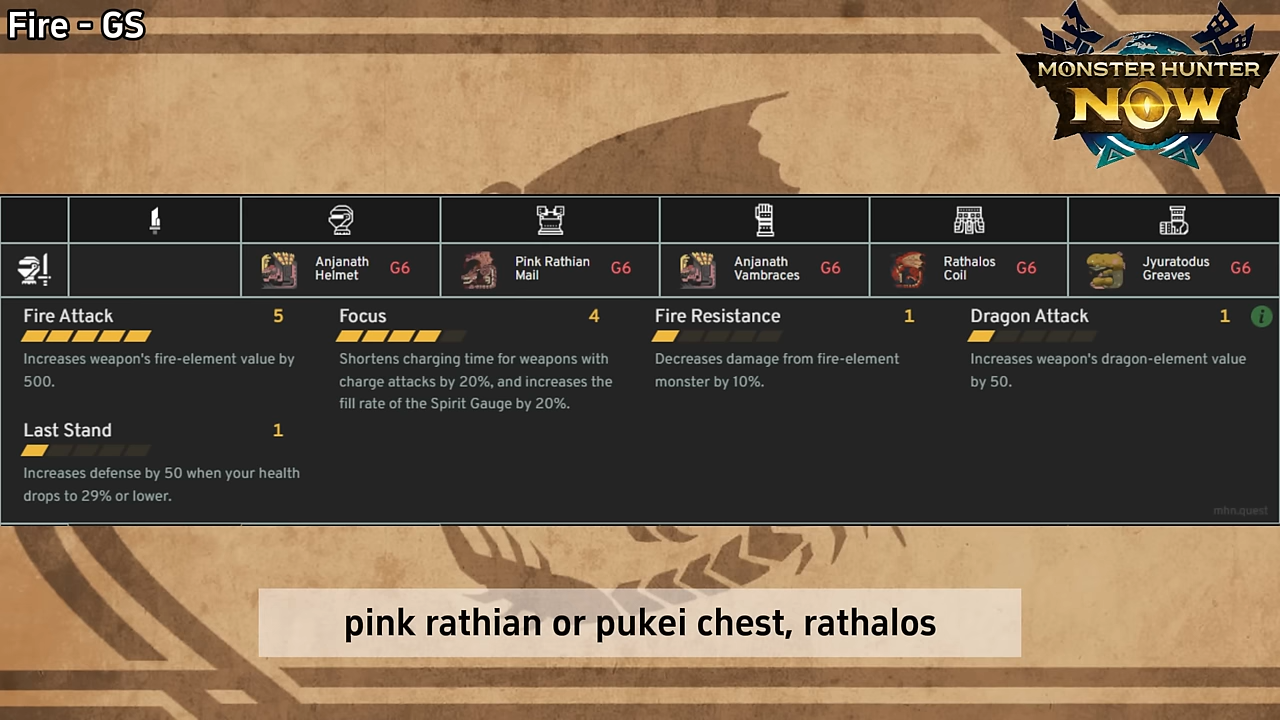 Fire - GS
MONSTER HUNTER
NOW
Anjanath
Helmet
G6
Pink Rathian
Mail
G6
Anjanath
Vambraces
G6
Rathalos
Coil
G6
Jyuratodus
Greaves
G6
Fire Attack 5
Increases weapon's fire-element value by
500.
Focus 4
Shortens charging time for weapons with
charge attacks by 20%, and increases the
fill rate of the Spirit Gauge by 20%.
Fire Resistance 1
Decreases damage from fire-element
monster by 10%.
Dragon Attack 1
i
Increases weapon's dragon-element value
by 50.
Last Stand 1
Increases defense by 50 when your health
drops to 29% or lower.
mhn.quest
pink rathian or pukei chest, rathalos